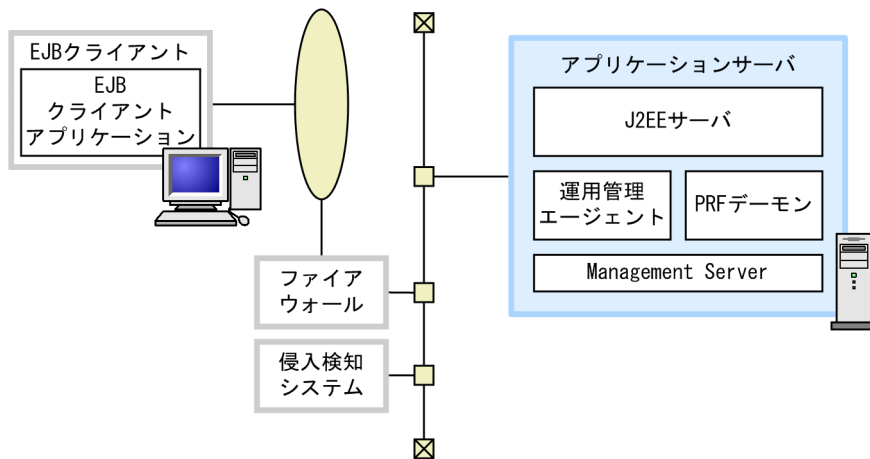 EJBクライアント
EJB
クライアント
アプリケーション
ファイア
ウォール
侵入検知
システム
アプリケーションサーバ
J2EEサーバ
運用管理
エージェント
PRFデーモン
Management Server